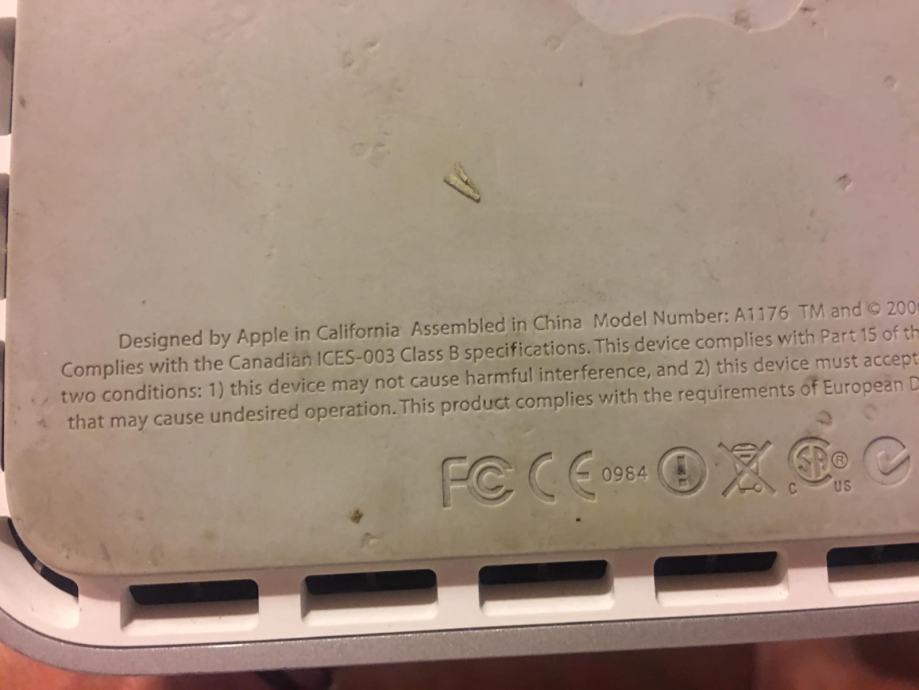 Designed by Apple in California Assembled in China Model Number: A1176 TM and © 200
Complies with the Canadian ICES-003 Class B specifications. This device complies with Part 15 of th
two conditions: 1) this device may not cause harmful interference, and 2) this device must accept
that may cause undesired operation. This product complies with the requirements of European D
FC CE 0984 C SA® US